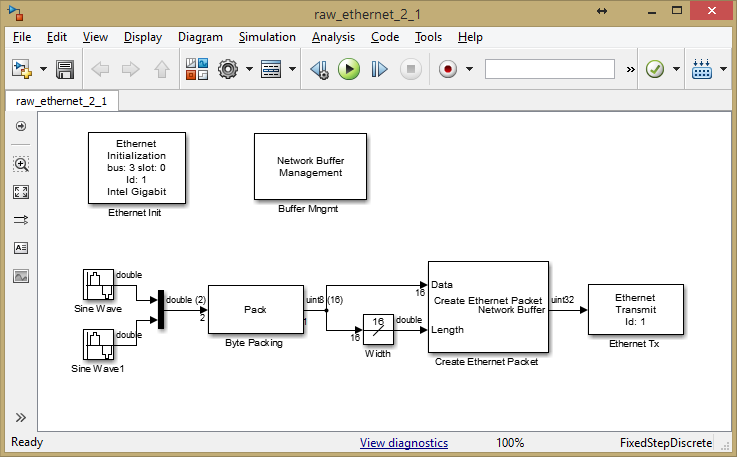 raw_ethernet_2_1
File Edit View Display Diagram Simulation Analysis Code Tools Help
»
raw_ethernet_2_1
Ethernet
Initialization
bus: 3 slot: 0
Id: 1
Intel Gigabit
Ethernet Init
Network Buffer
Management
Buffer Mngmt
double
Sine Wave
double
Sine Wave1
double (2)
2
Pack
Byte Packing
uint8 (16)
1
16
16
Width
double
16
Data
Create Ethernet Packet
Network Buffer
Length
Create Ethernet Packet
uint32
Ethernet
Transmit
Id: 1
Ethernet Tx
»
Ready View diagnostics 100% FixedStepDiscrete